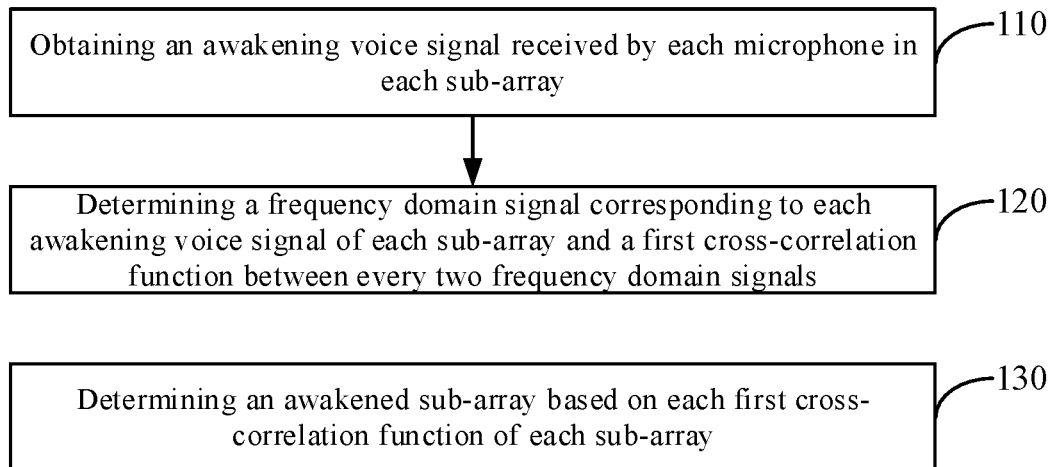 Obtaining an awakening voice signal received by each microphone in
each sub-array
110
Determining a frequency domain signal corresponding to each
awakening voice signal of each sub-array and a first cross-correlation
function between every two frequency domain signals
120
Determining an awakened sub-array based on each first cross-
correlation function of each sub-array
130